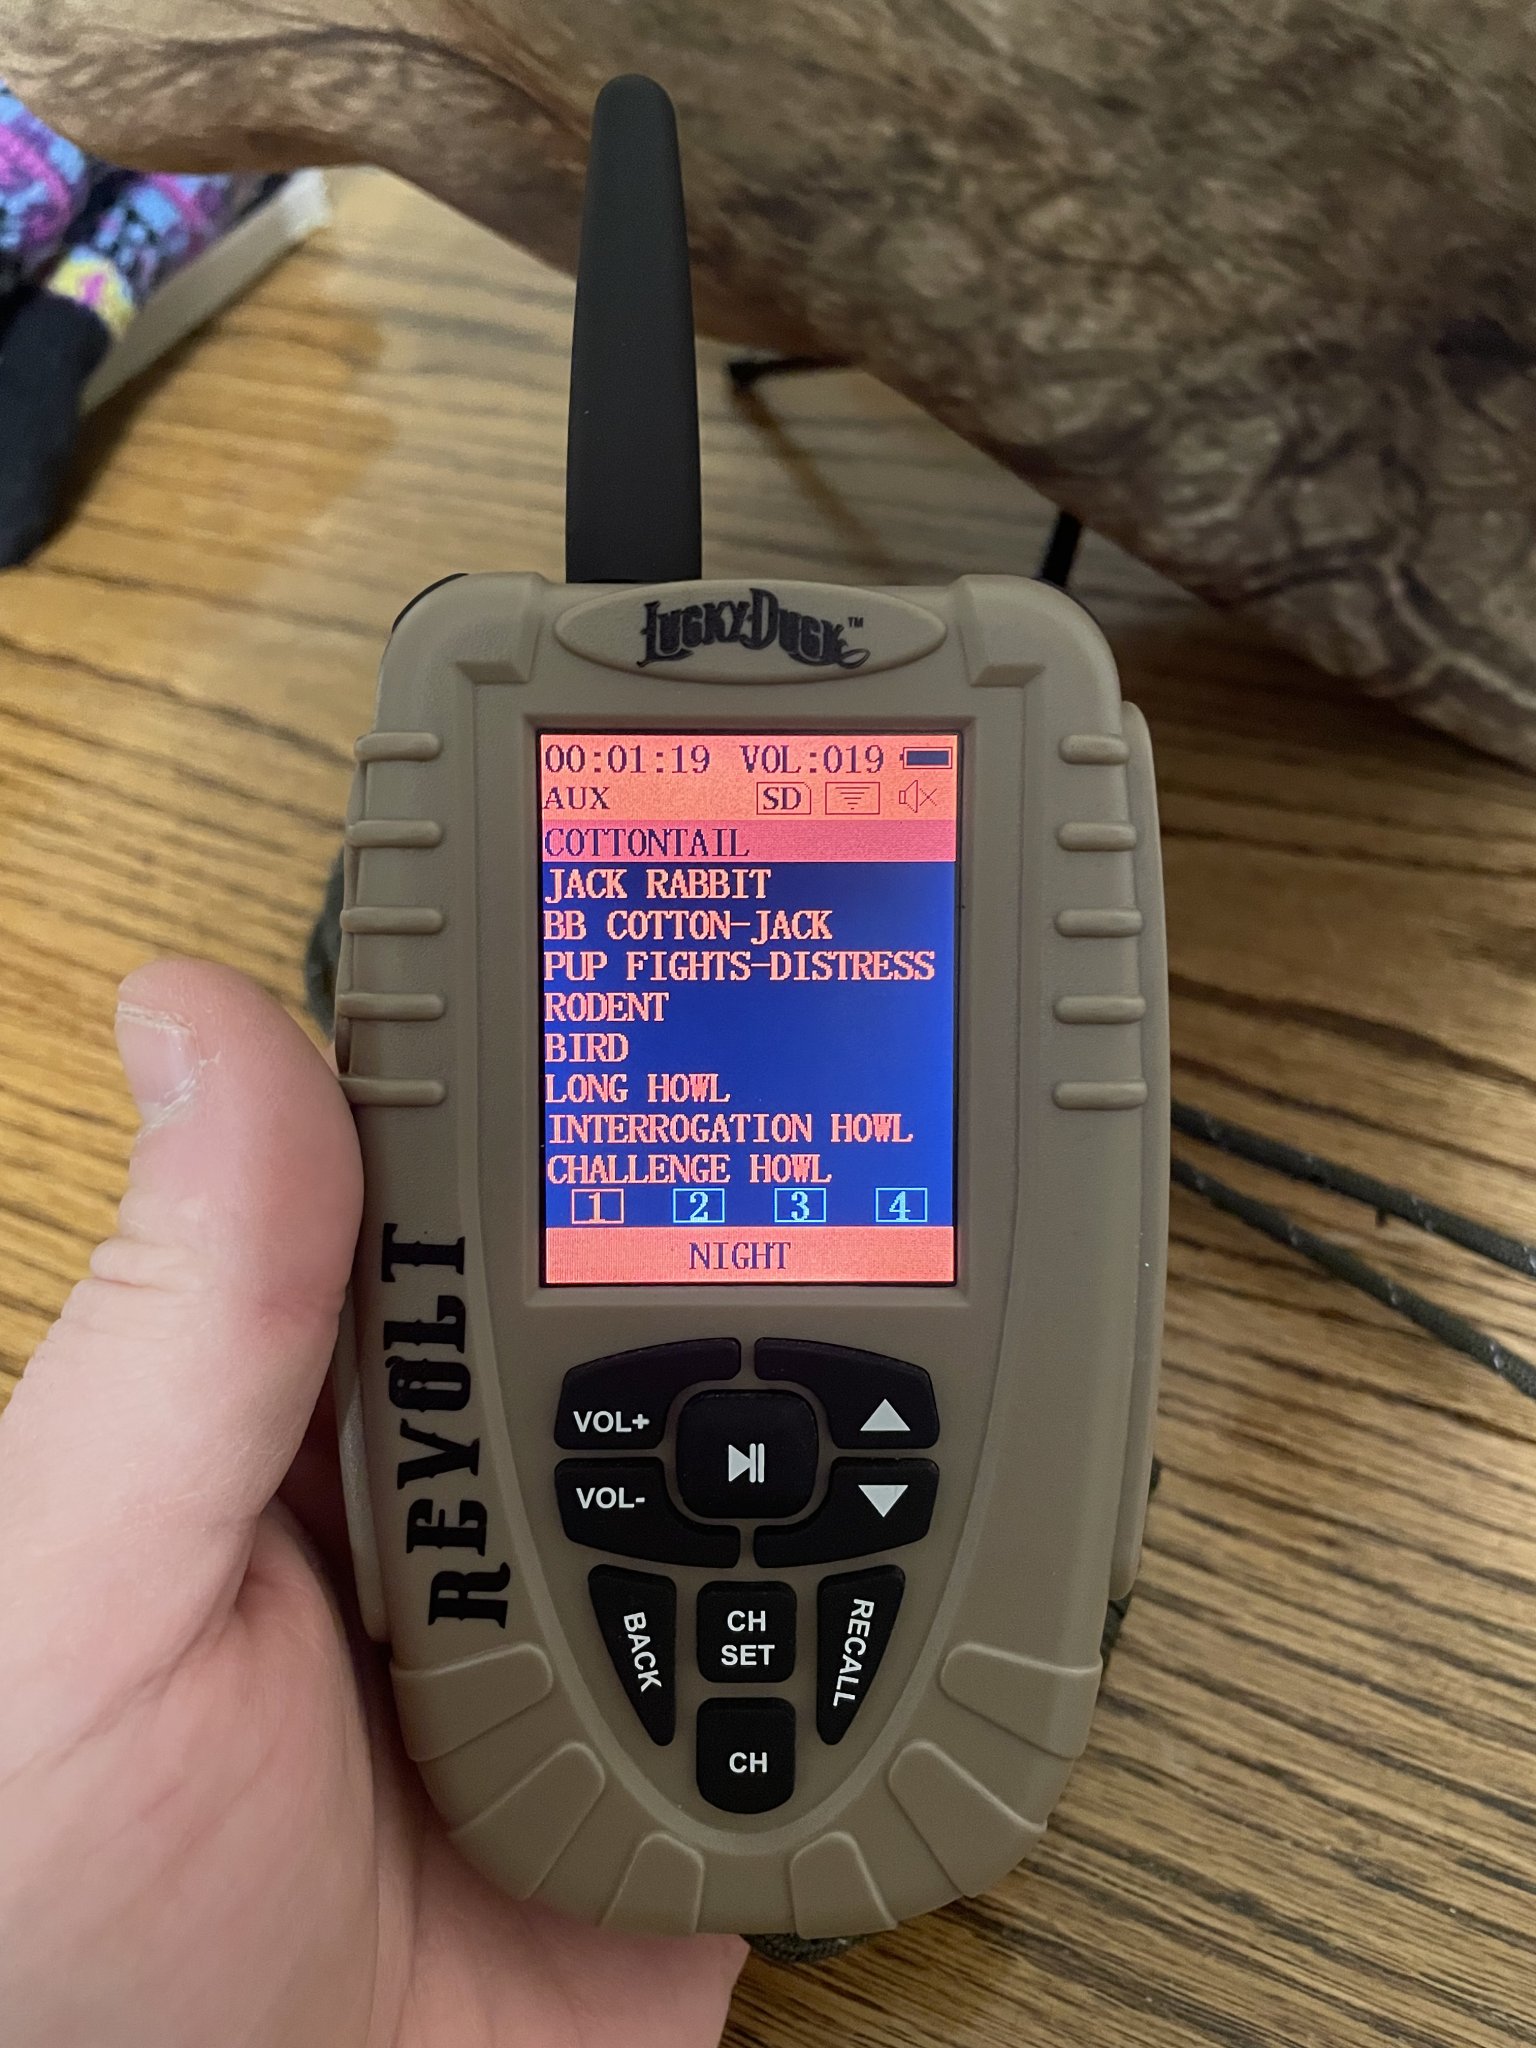 LUCKY DUCK™
00:01:19 VOL:019
AUX SD
COTTONTAIL
JACK RABBIT
BB COTTON-JACK
PUP FIGHTS-DISTRESS
RODENT
BIRD
LONG HOWL
INTERROGATION HOWL
CHALLENGE HOWL
1 2 3 4
NIGHT
REVOLT
VOL+
VOL-
BACK
CH SET
RECALL
CH